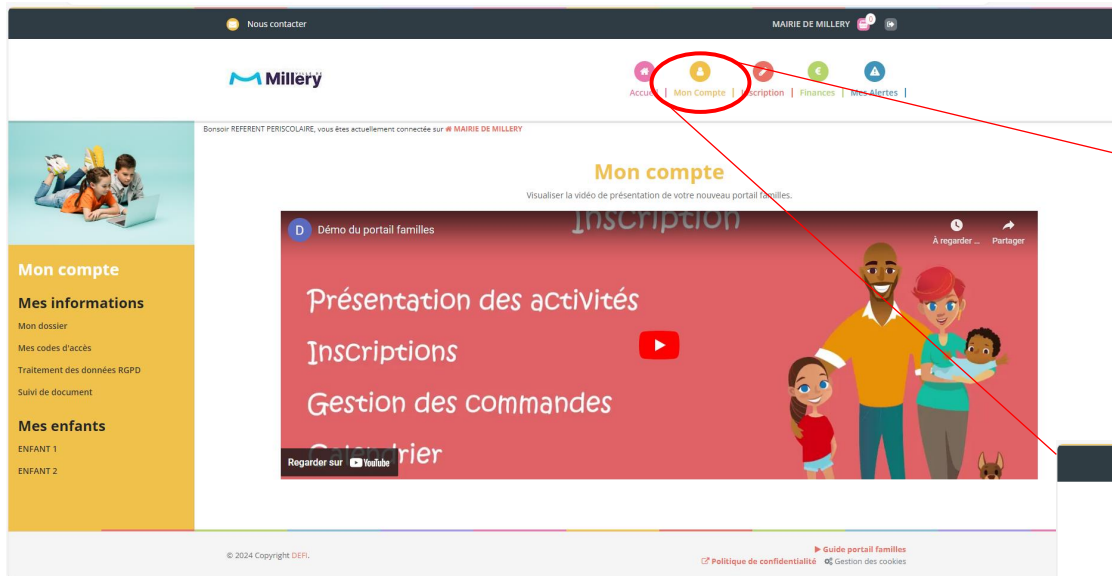 Nous contacter
MAIRIE DE MILLERY 0
VILLE DE
Millery
Accueil | Mon Compte | Inscription | Finances | Mes Alertes |
Bonsoir REFERENT PERISCOLAIRE, vous êtes actuellement connectée sur MAIRIE DE MILLERY
Mon compte
Visualiser la vidéo de présentation de votre nouveau portail familles.
D Démo du portail familles
Inscription
À regarder ... Partager
Présentation des activités
Inscriptions
Gestion des commandes
Calendrier
Regarder sur YouTube
Mon compte
Mes informations
Mon dossier
Mes codes d'accès
Traitement des données RGPD
Suivi de document
Mes enfants
ENFANT 1
ENFANT 2
© 2024 Copyright DEFI.
Guide portail familles
Politique de confidentialité Gestion des cookies